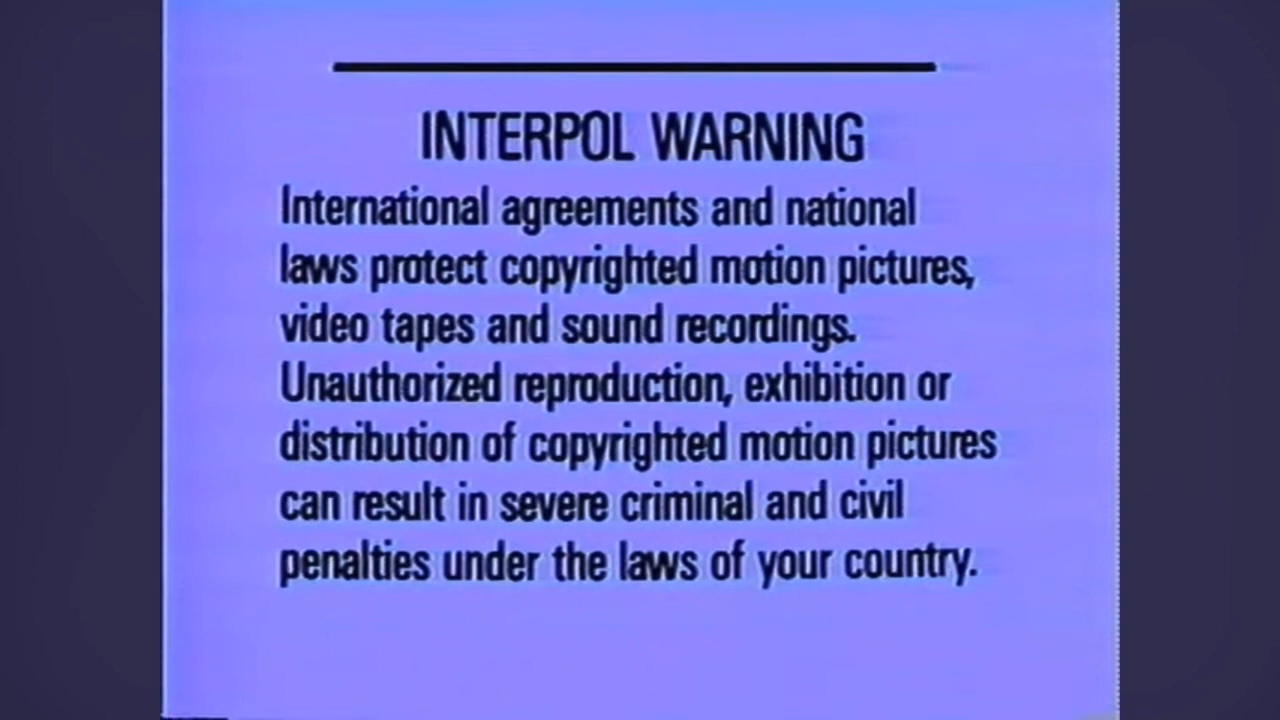 INTERPOL WARNING
International agreements and national
laws protect copyrighted motion pictures,
video tapes and sound recordings.
Unauthorized reproduction, exhibition or
distribution of copyrighted motion pictures
can result in severe criminal and civil
penalties under the laws of your country.